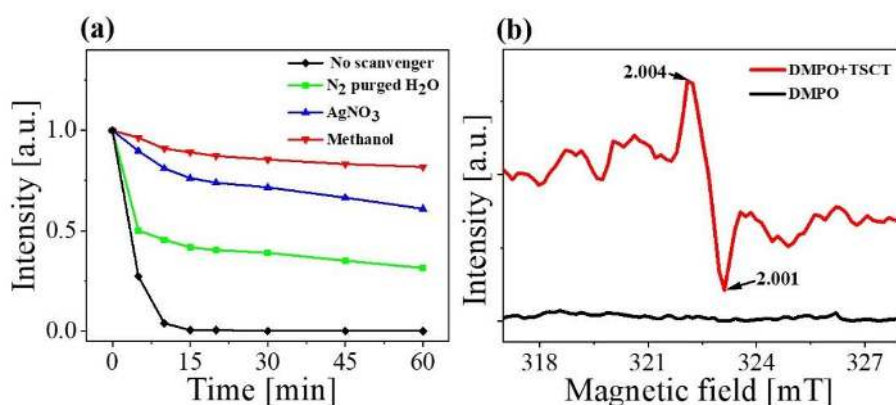 (a)
No scanvenger
N2 purged H2O
AgNO3
Methanol
1.0
0.5
0.0
Intensity [a.u.]
0
15
30
45
60
Time [min]
(b)
2.004
DMPO+TSCT
DMPO
2.001
Intensity [a.u.]
318
321
324
327
Magnetic field [mT]